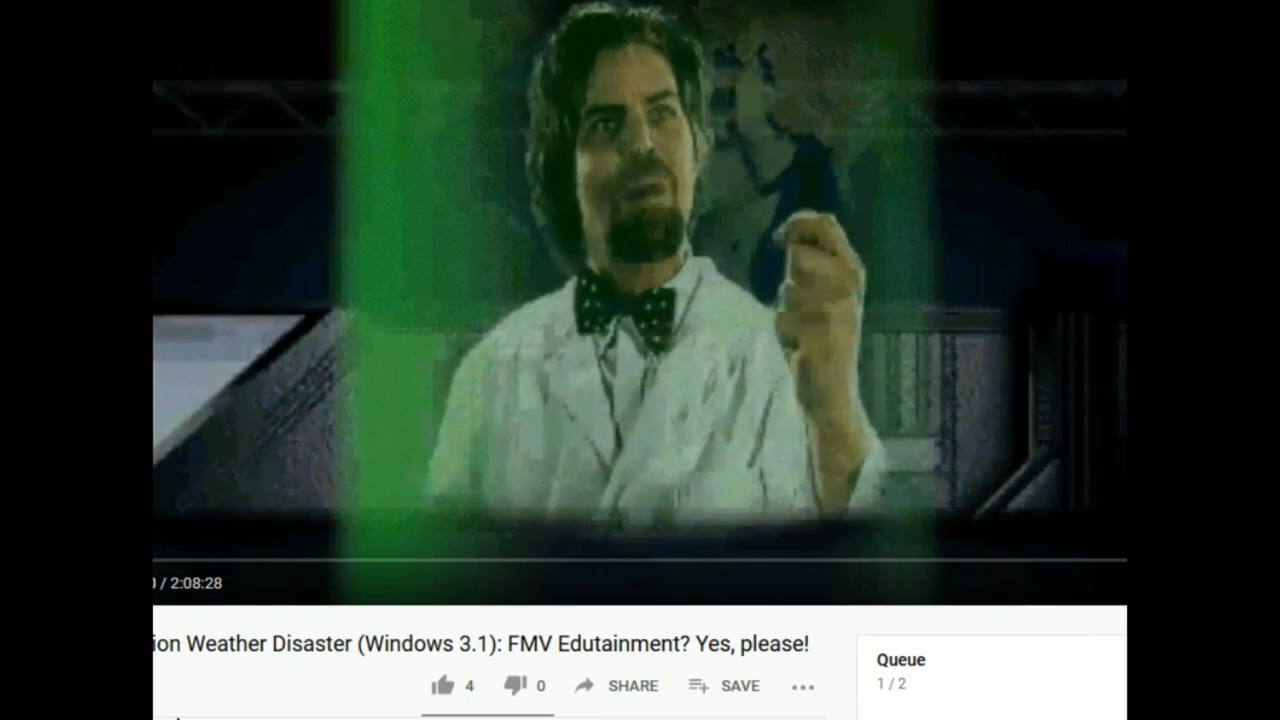 / 2:08:28
ion Weather Disaster (Windows 3.1): FMV Edutainment? Yes, please!
4 0 SHARE SAVE
Queue
1 / 2